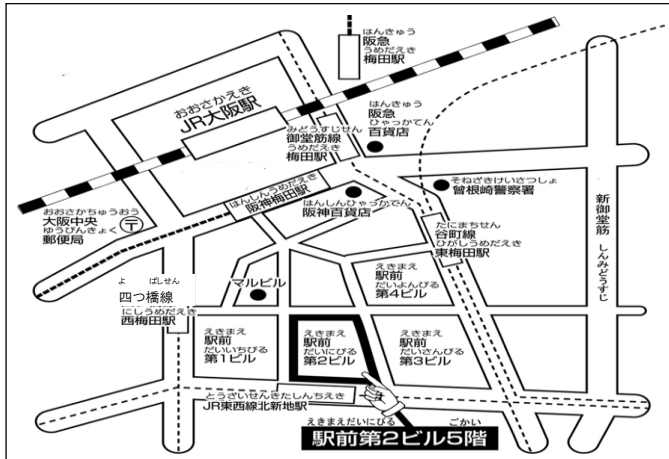 はんきゅう
阪急
うめだえき
梅田駅
おおさかえき
JR大阪駅
はんきゅう
阪急
ひゃっかてん
百貨店
みどうすじせん
御堂筋線
うめだえき
梅田駅
はんしんうめだえき
阪神梅田駅
はんしんひゃっかてん
阪神百貨店
そねざきけいさつしょ
曾根崎警察署
おおさかちゅうおう
大阪中央
ゆうびんきょく
郵便局
〒
たにまちせん
谷町線
ひがしうめだえき
東梅田駅
新御堂筋 しんみどうすじ
よ ばしせん
四つ橋線
にしうめだえき
西梅田駅
マルビル
えきまえ
駅前
だいよんびる
第4ビル
えきまえ
駅前
だいいちびる
第1ビル
えきまえ
駅前
だいにびる
第2ビル
えきまえ
駅前
だいさんびる
第3ビル
とうざいせんきたしんちえき
JR東西線北新地駅
えきまえだいにびる ごかい
駅前第2ビル5階